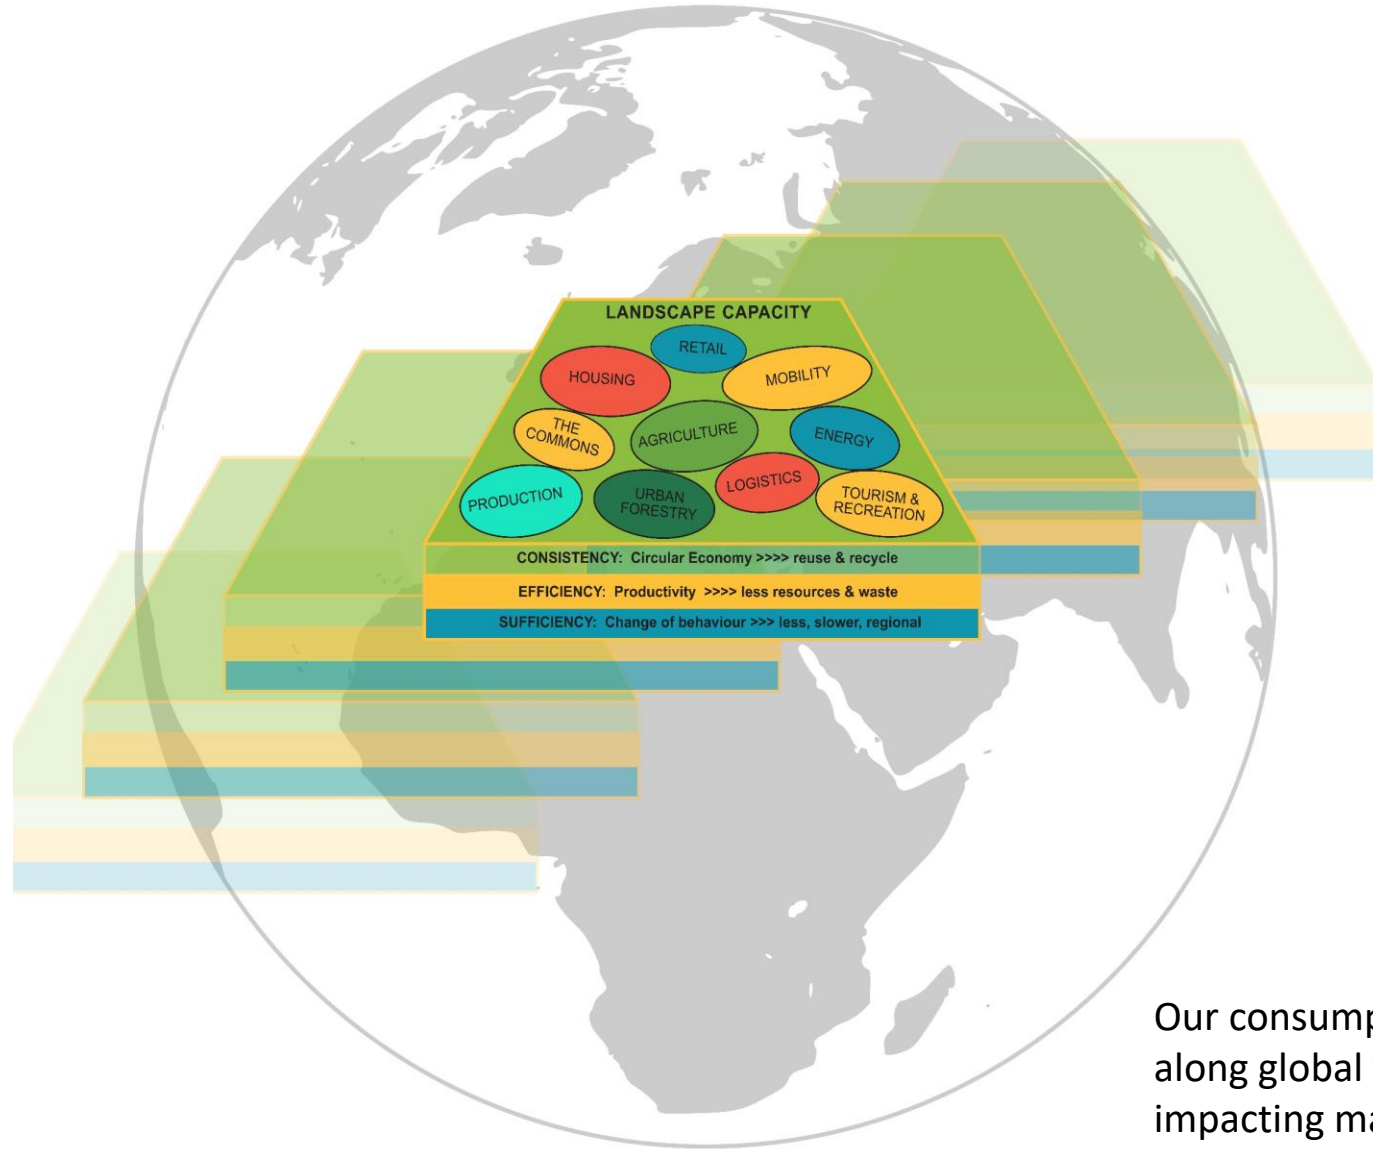 LANDSCAPE CAPACITY
RETAIL
HOUSING
MOBILITY
THE
COMMONS
AGRICULTURE
ENERGY
PRODUCTION
URBAN
FORESTRY
LOGISTICS
TOURISM &
RECREATION
CONSISTENCY: Circular Economy >>>> reuse & recycle
EFFICIENCY: Productivity >>>> less resources & waste
SUFFICIENCY: Change of behaviour >>> less, slower, regional
Our consump
along global
impacting ma